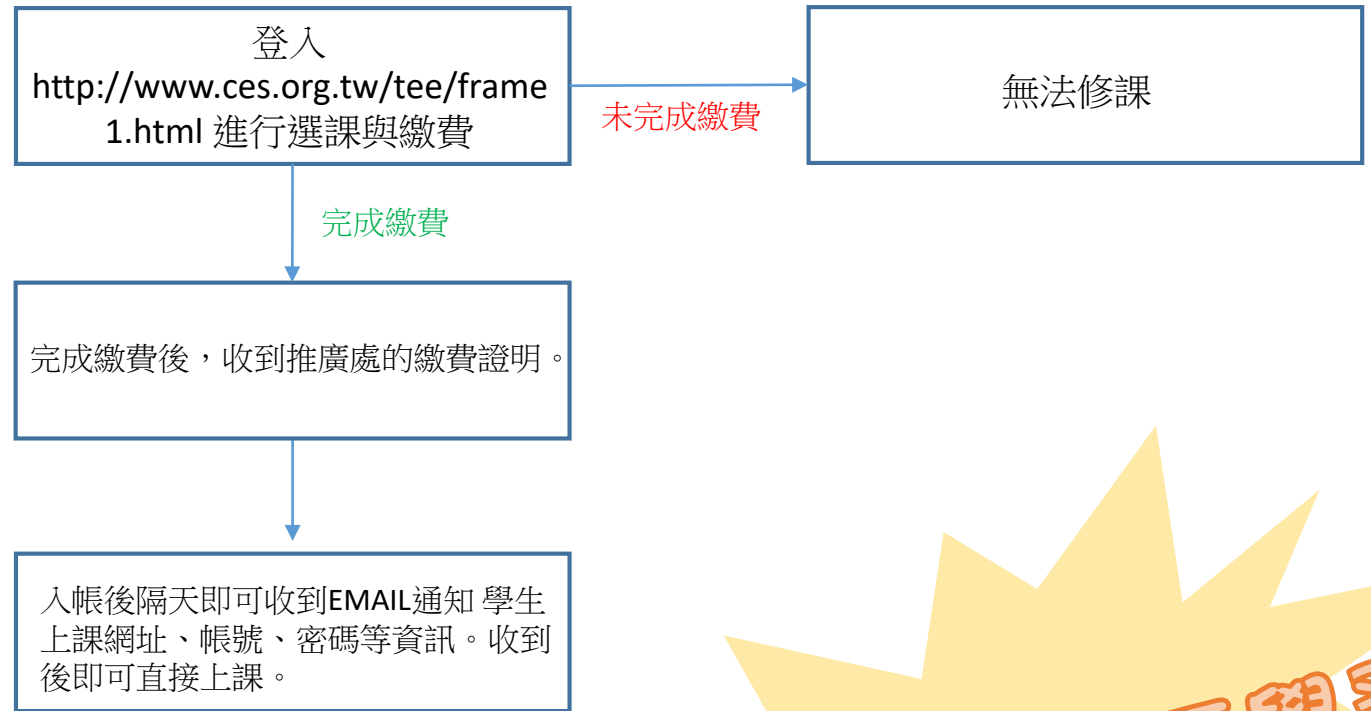 登入
http://www.ces.org.tw/tee/frame
1.html 進行選課與繳費
未完成繳費
無法修課
完成繳費
完成繳費後，收到推廣處的繳費證明。
入帳後隔天即可收到EMAIL通知 學生
上課網址、帳號、密碼等資訊。收到
後即可直接上課。
學